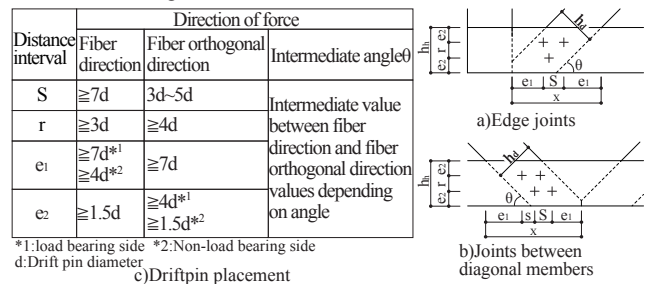 Direction of force
Distance interval
Fiber direction
Fiber orthogonal direction
Intermediate angleθ
S
≧7d
3d~5d
Intermediate value between fiber direction and fiber orthogonal direction values depending on angle
r
≧3d
≧4d
e1
≧7d*1
≧4d*2
≧7d
e2
≧1.5d
≧4d*1
≧1.5d*2
*1:load bearing side *2:Non-load bearing side
d:Drift pin diameter
c)Driftpin placement
hh
e2 r e2
hd
θ
e1 S e1
x
a)Edge joints
hh
e2 r e2
hd
θ
e1 s S e1
x
b)Joints between
diagonal members